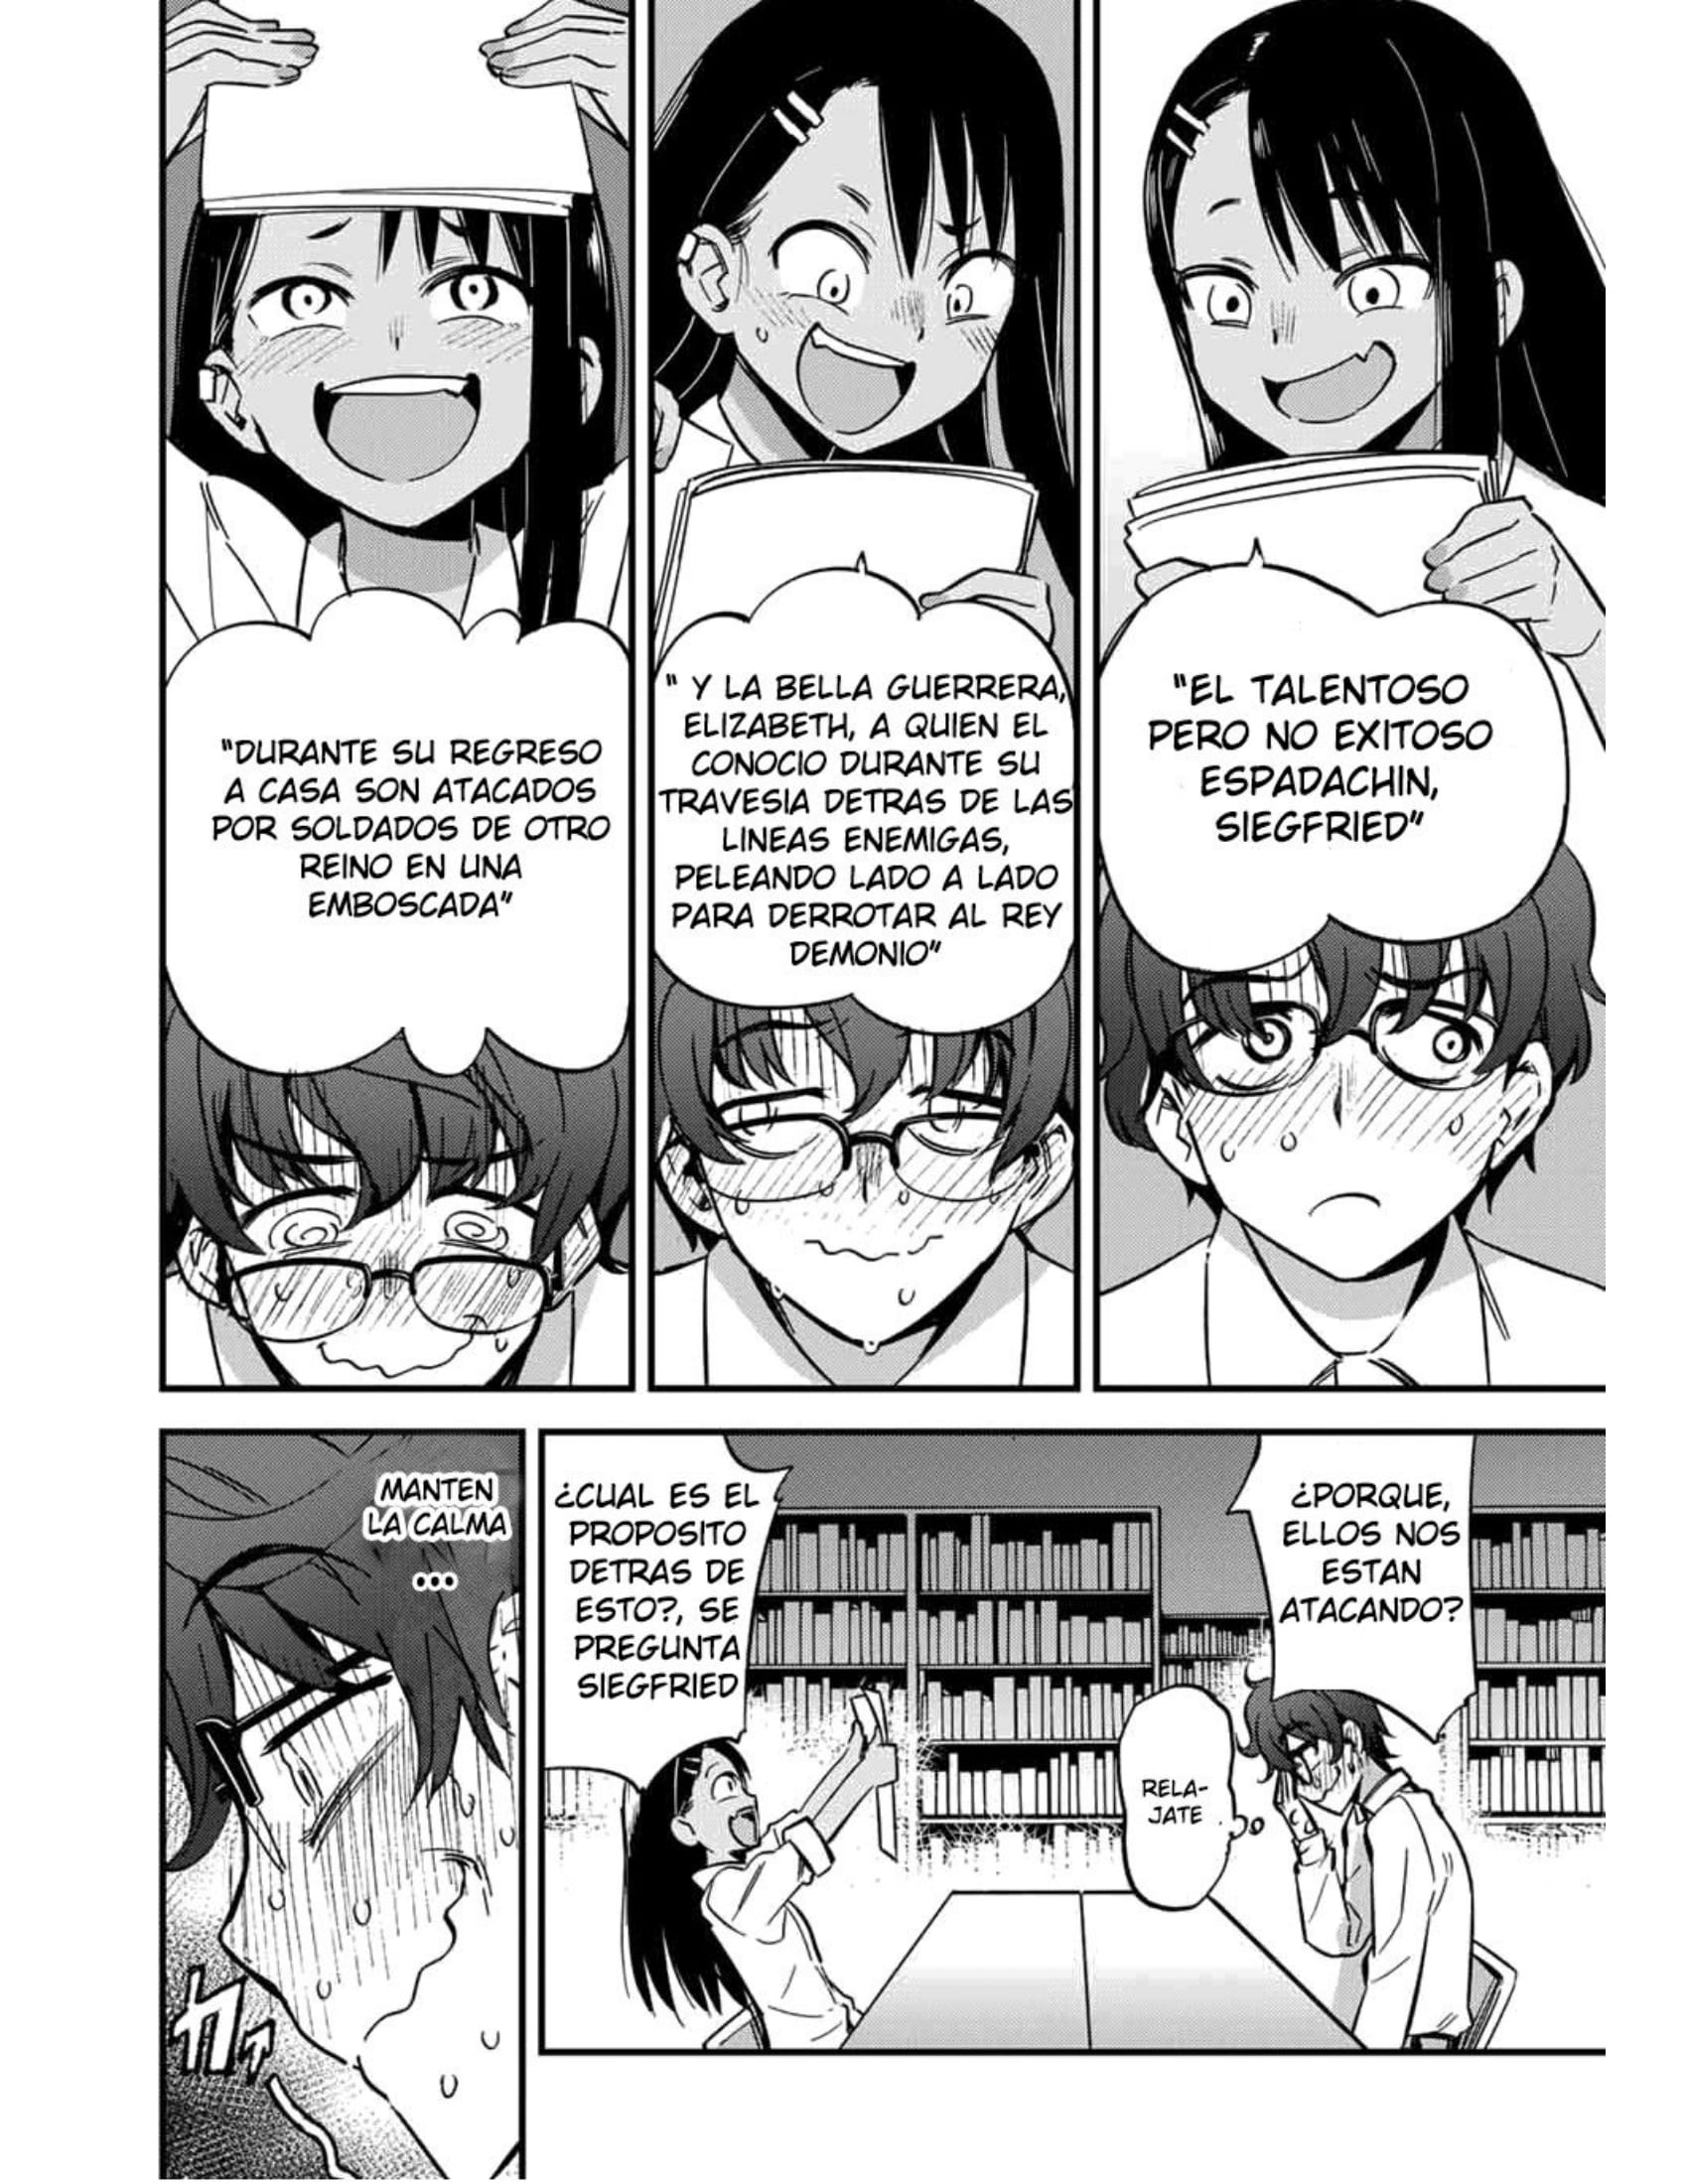 "EL TALENTOSO
PERO NO EXITOSO
ESPADACHIN,
SIEGFRIED"
" Y LA BELLA GUERRERA,
ELIZABETH, A QUIEN EL
CONOCIO DURANTE SU
TRAVESIA DETRAS DE LAS
LINEAS ENEMIGAS,
PELEANDO LADO A LADO
PARA DERROTAR AL REY
DEMONIO"
"DURANTE SU REGRESO
A CASA SON ATACADOS
POR SOLDADOS DE OTRO
REINO EN UNA
EMBOSCADA"
¿PORQUE,
ELLOS NOS
ESTAN
ATACANDO?
RELA-
JATE
¿CUAL ES EL
PROPOSITO
DETRAS DE
ESTO?, SE
PREGUNTA
SIEGFRIED
MANTEN
LA CALMA
...
カァ